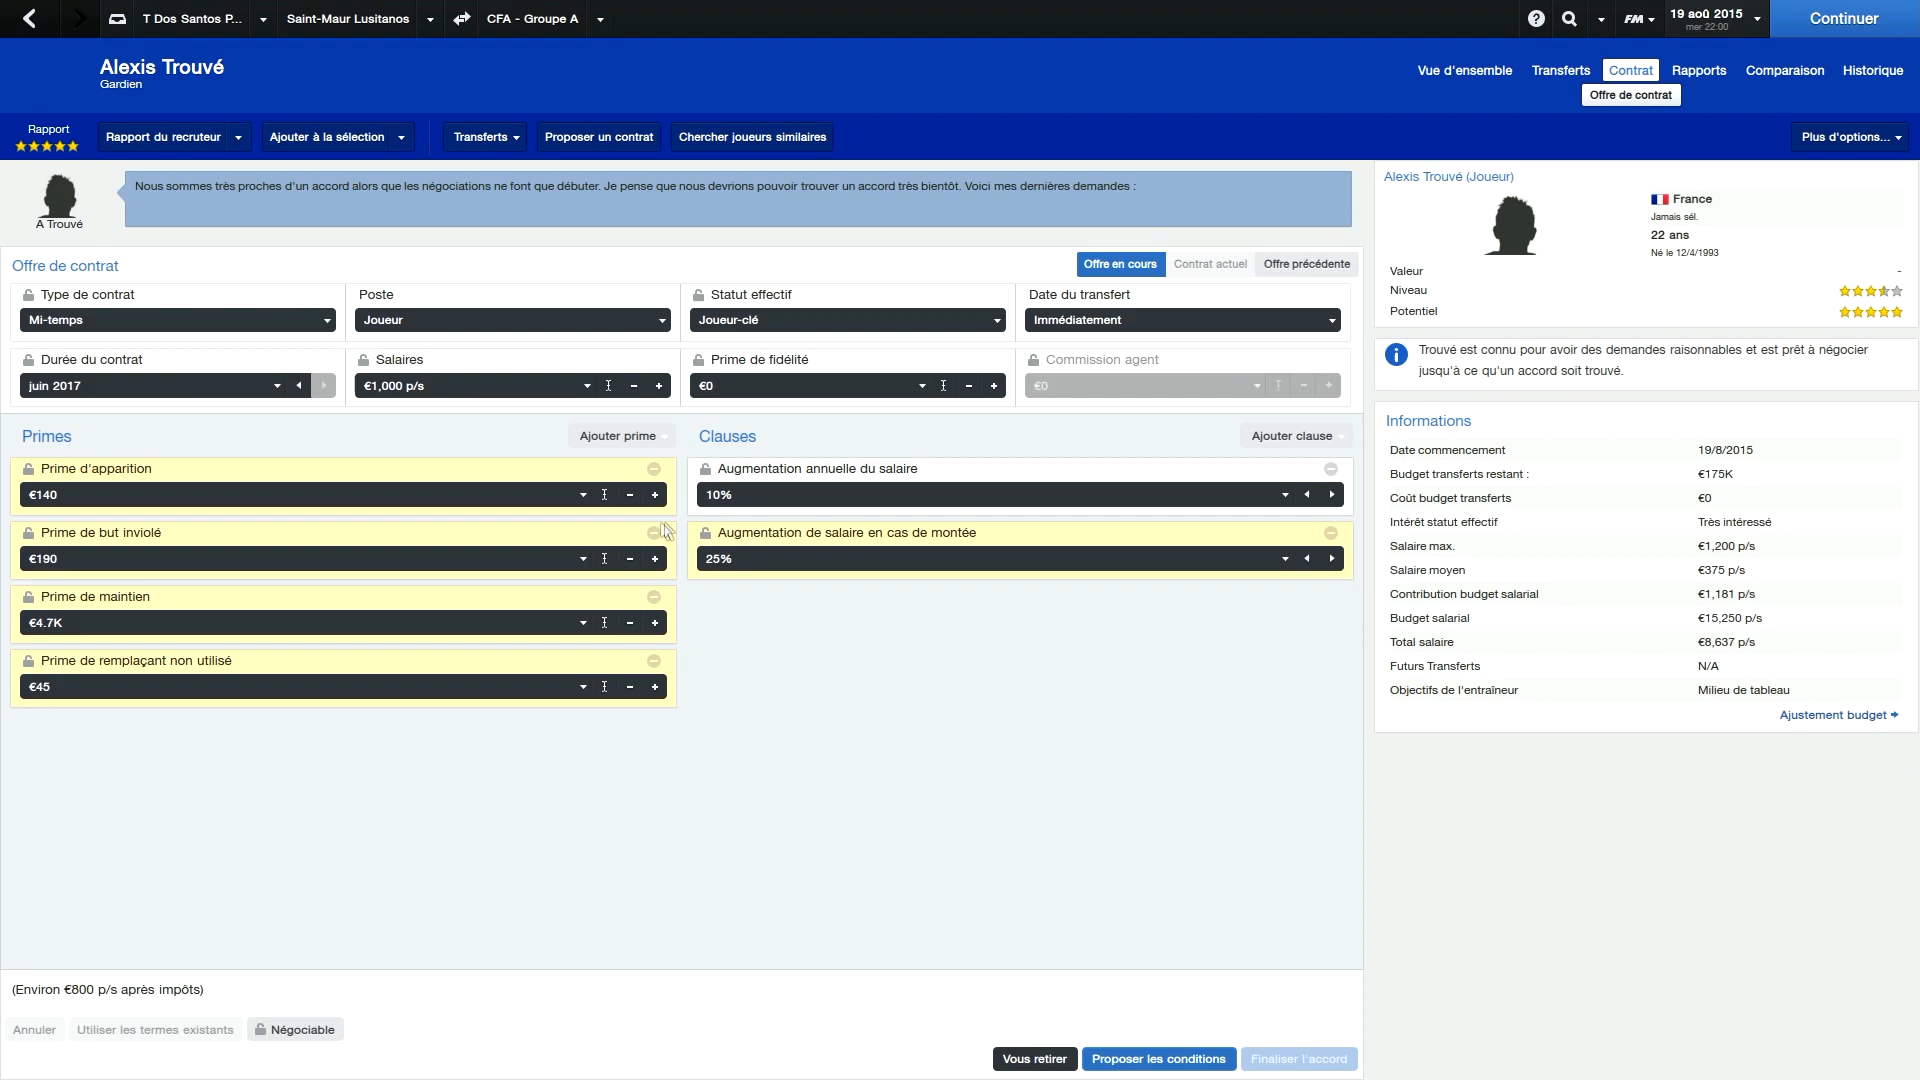 T Dos Santos P...
Saint-Maur Lusitanos
CFA - Groupe A
?
FM
19 aoû 2015
mer 22:00
Continuer
Alexis Trouvé
Gardien
Vue d'ensemble
Transferts
Contrat
Rapports
Comparaison
Historique
Offre de contrat
Rapport
Rapport du recruteur
Ajouter à la sélection
Transferts
Proposer un contrat
Chercher joueurs similaires
Plus d'options...
A Trouvé
Nous sommes très proches d'un accord alors que les négociations ne font que débuter. Je pense que nous devrions pouvoir trouver un accord très bientôt. Voici mes dernières demandes :
Offre de contrat
Offre en cours
Contrat actuel
Offre précédente
Type de contrat
Mi-temps
Poste
Joueur
Statut effectif
Joueur-clé
Date du transfert
Immédiatement
Durée du contrat
juin 2017
Salaires
€1,000 p/s
Prime de fidélité
€0
Commission agent
€0
Primes
Ajouter prime
Prime d'apparition
€140
Prime de but inviolé
€190
Prime de maintien
€4.7K
Prime de remplaçant non utilisé
€45
Clauses
Ajouter clause
Augmentation annuelle du salaire
10%
Augmentation de salaire en cas de montée
25%
(Environ €800 p/s après impôts)
Annuler
Utiliser les termes existants
Négociable
Vous retirer
Proposer les conditions
Finaliser l'accord
Alexis Trouvé (Joueur)
France
Jamais sél.
22 ans
Né le 12/4/1993
Valeur -
Niveau
Potentiel
Trouvé est connu pour avoir des demandes raisonnables et est prêt à négocier
jusqu'à ce qu'un accord soit trouvé.
Informations
Date commencement 19/8/2015
Budget transferts restant : €175K
Coût budget transferts €0
Intérêt statut effectif Très intéressé
Salaire max. €1,200 p/s
Salaire moyen €375 p/s
Contribution budget salarial €1,181 p/s
Budget salarial €15,250 p/s
Total salaire €8,637 p/s
Futurs Transferts N/A
Objectifs de l'entraîneur Milieu de tableau
Ajustement budget